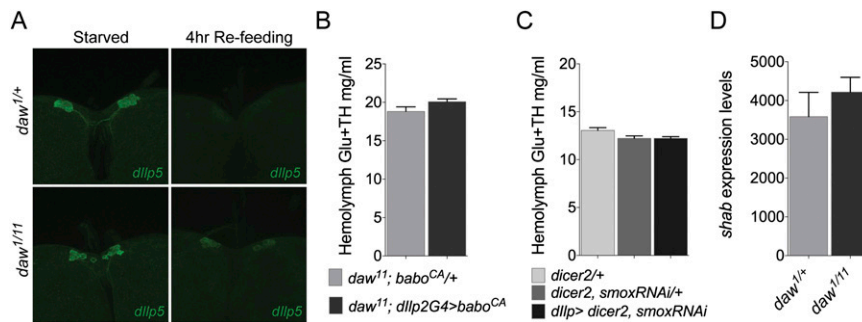 A
Starved
4hr Re-feeding
daw1/+
dIlp5
dIlp5
daw1/11
dIlp5
dIlp5
B
Hemolymph Glu+TH mg/ml
25
20
15
10
5
0
daw11; baboCA/+
daw11; dIlp2G4>baboCA
C
Hemolymph Glu+TH mg/ml
20
15
10
5
0
dicer2/+
dicer2, smoxRNAi/+
dIlp> dicer2, smoxRNAi
D
shab expression levels
5000
4000
3000
2000
1000
0
daw1/+
daw1/11